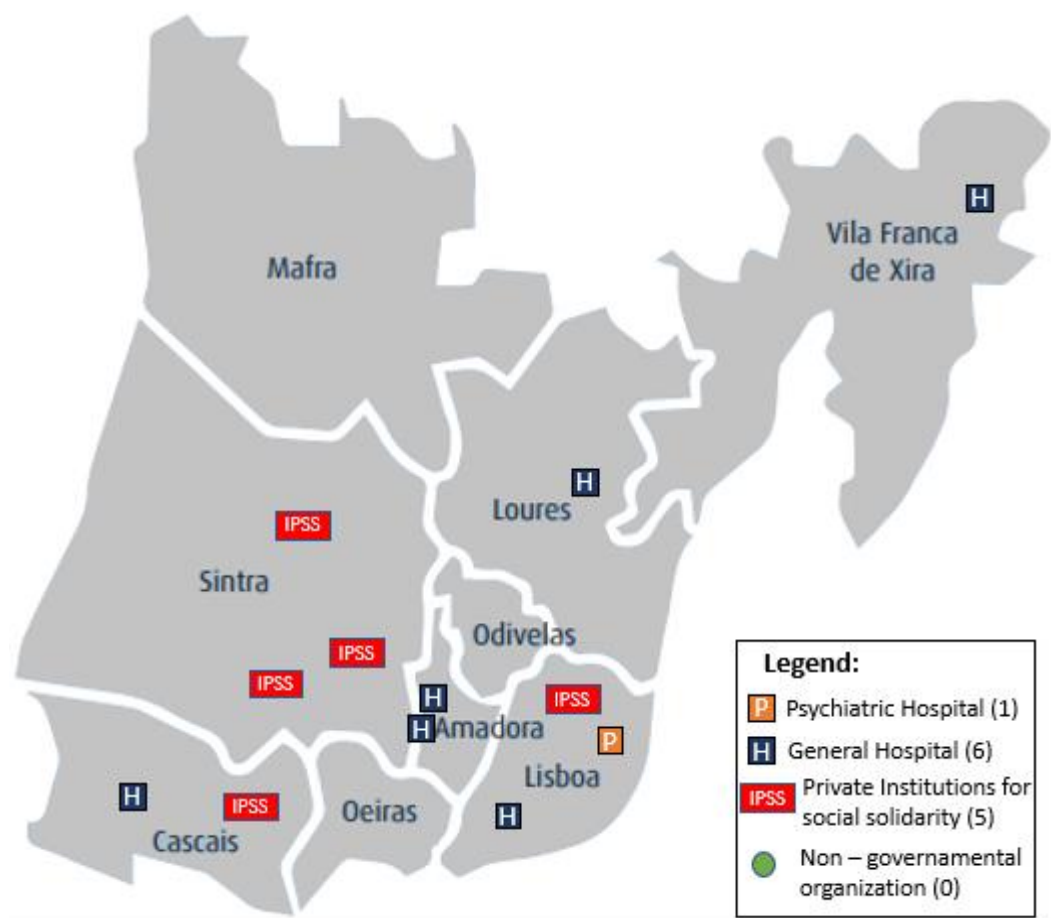 H
Vila Franca
de Xira
Mafra
H
Loures
IPSS
Sintra
Odivelas
IPSS
IPSS
H
IPSS
H
Amadora
P
Lisboa
H
IPSS
Oeiras
H
Cascais
Legend:
P Psychiatric Hospital (1)
H General Hospital (6)
IPSS Private Institutions for
social solidarity (5)
Non – governamental
organization (0)